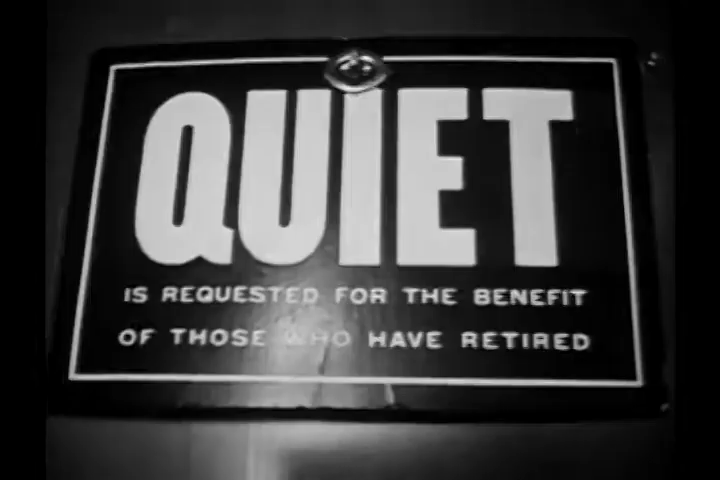 QUIET
IS REQUESTED FOR THE BENEFIT
OF THOSE WHO HAVE RETIRED